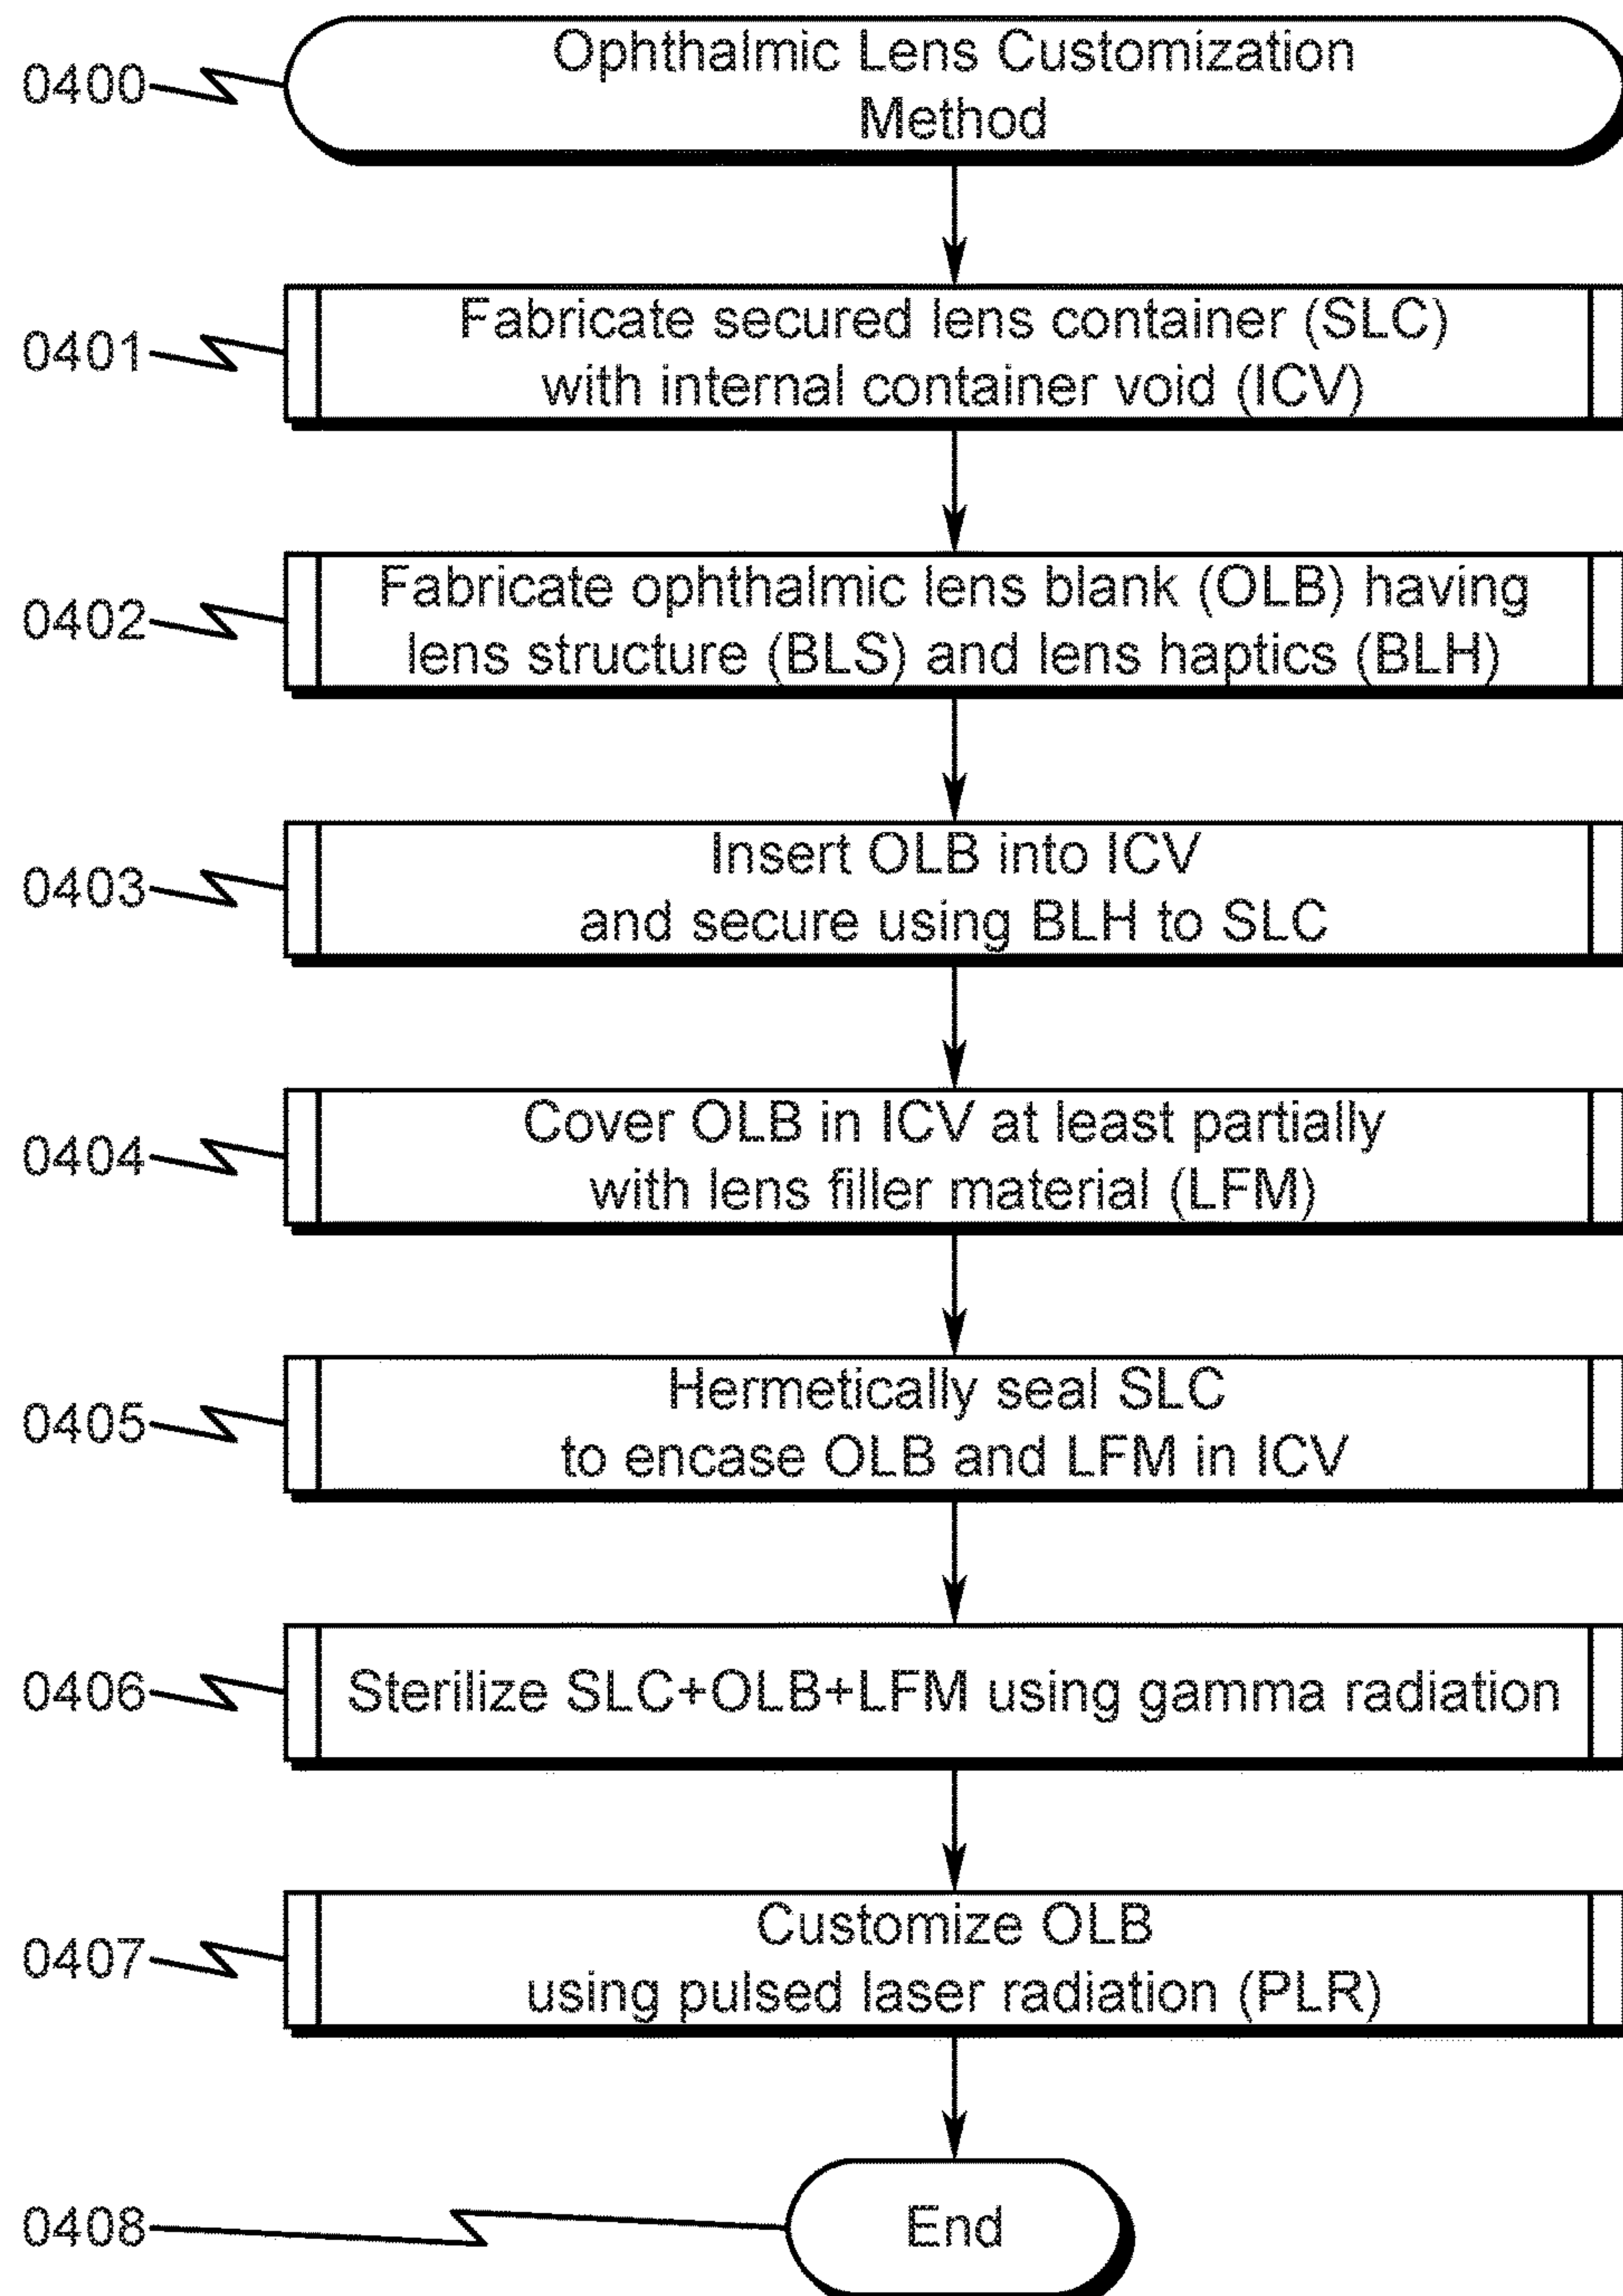 0400
Ophthalmic Lens Customization
Method
0401
Fabricate secured lens container (SLC)
with internal container void (ICV)
0402
Fabricate ophthalmic lens blank (OLB) having
lens structure (BLS) and lens haptics (BLH)
0403
Insert OLB into ICV
and secure using BLH to SLC
0404
Cover OLB in ICV at least partially
with lens filler material (LFM)
0405
Hermetically seal SLC
to encase OLB and LFM in ICV
0406
Sterilize SLC+OLB+LFM using gamma radiation
0407
Customize OLB
using pulsed laser radiation (PLR)
0408
End